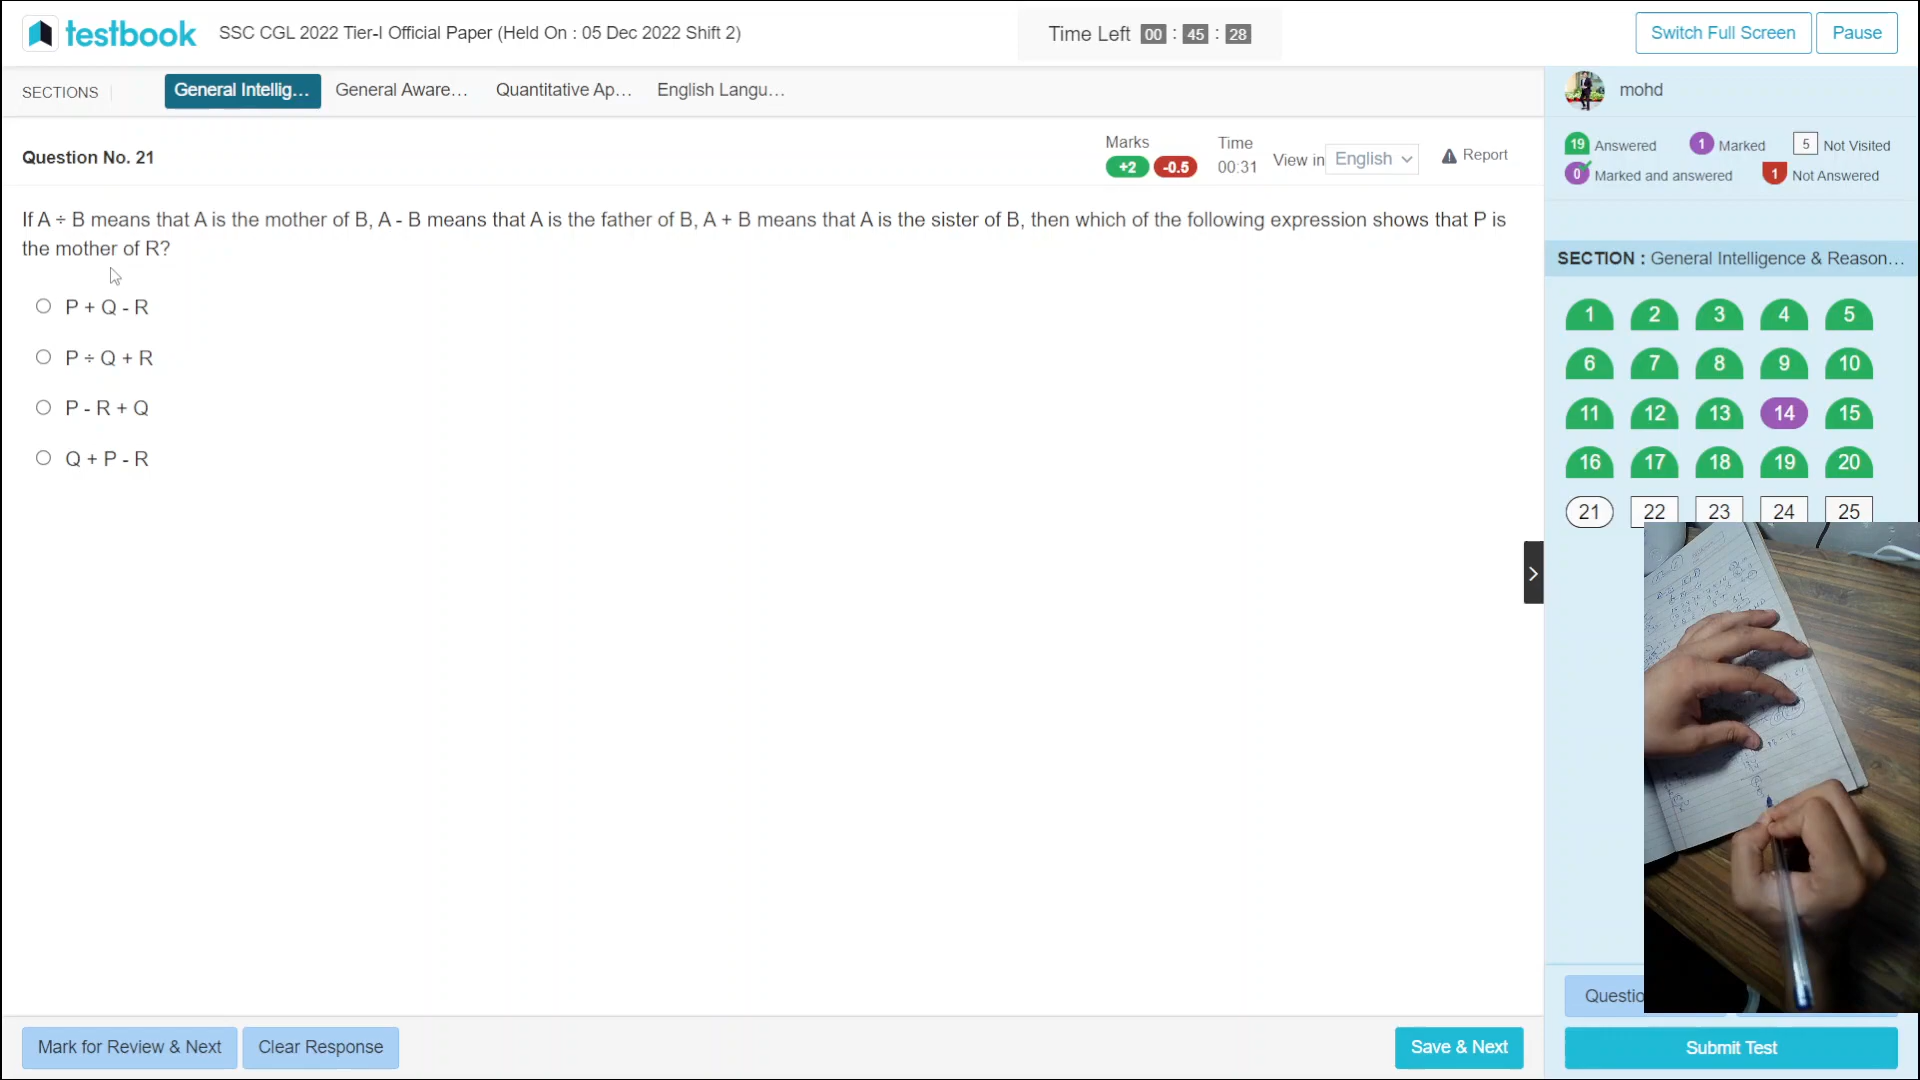 testbook SSC CGL 2022 Tier-I Official Paper (Held On : 05 Dec 2022 Shift 2) Time Left 00 : 45 : 28 Switch Full Screen Pause
SECTIONS General Intellig... General Aware... Quantitative Ap... English Langu... mohd
Question No. 21
Marks
+2 -0.5
Time
00:31
View in English Report
19 Answered 1 Marked 5 Not Visited
0 Marked and answered 1 Not Answered
If A ÷ B means that A is the mother of B, A - B means that A is the father of B, A + B means that A is the sister of B, then which of the following expression shows that P is
the mother of R?
P + Q - R
P ÷ Q + R
P - R + Q
Q + P - R
SECTION : General Intelligence & Reason...
1 2 3 4 5
6 7 8 9 10
11 12 13 14 15
16 17 18 19 20
21 22 23 24 25
Mark for Review & Next Clear Response Save & Next
Submit Test